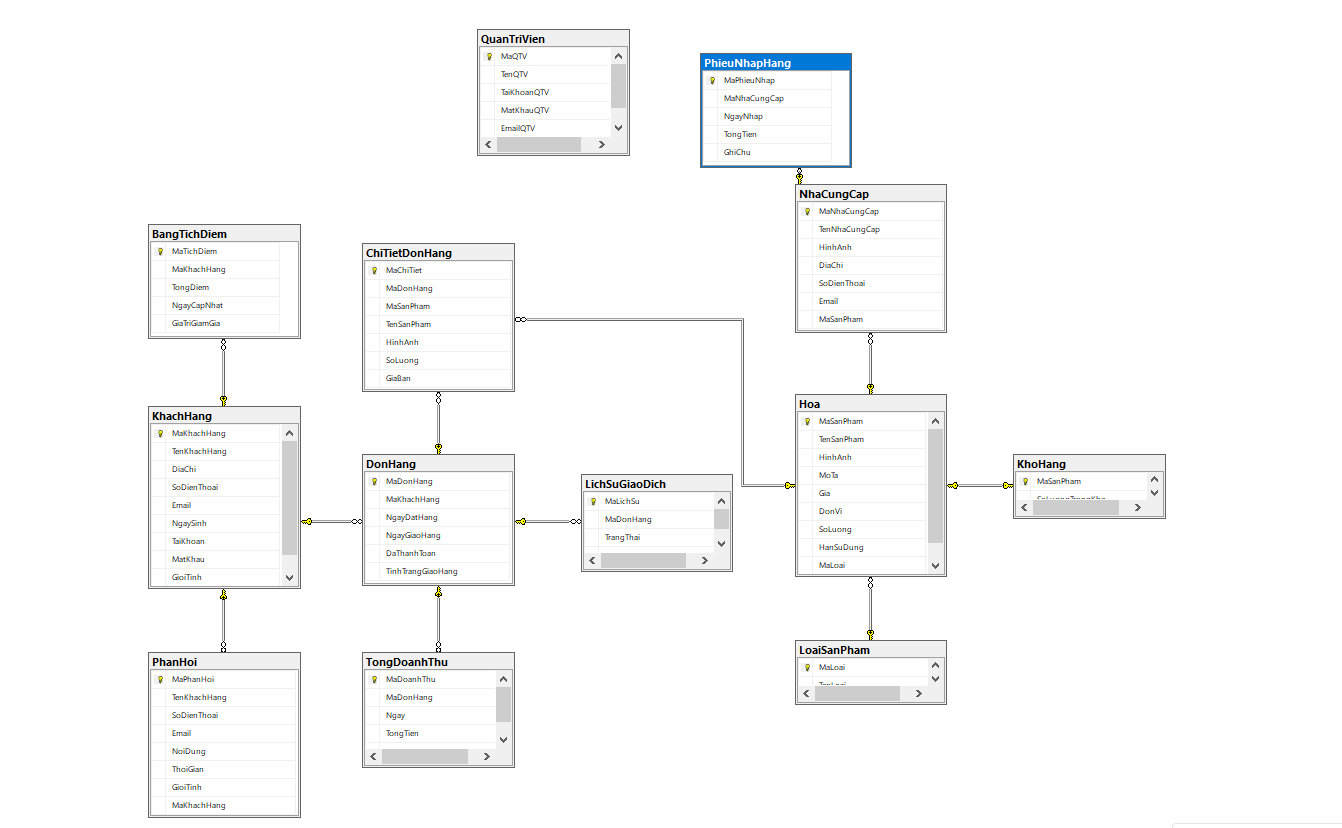 QuanTriVien
MaQTV
TenQTV
TaiKhoanQTV
MatKhauQTV
EmailQTV
PhieuNhapHang
MaPhieuNhap
MaNhaCungCap
NgayNhap
TongTien
GhiChu
NhaCungCap
MaNhaCungCap
TenNhaCungCap
HinhAnh
DiaChi
SoDienThoai
Email
MaSanPham
BangTichDiem
MaTichDiem
MaKhachHang
TongDiem
NgayCapNhat
GiaTriGiamGia
ChiTietDonHang
MaChiTiet
MaDonHang
MaSanPham
TenSanPham
HinhAnh
SoLuong
GiaBan
KhachHang
MaKhachHang
TenKhachHang
DiaChi
SoDienThoai
Email
NgaySinh
TaiKhoan
MatKhau
GioiTinh
DonHang
MaDonHang
MaKhachHang
NgayDatHang
NgayGiaoHang
DaThanhToan
TinhTrangGiaoHang
LichSuGiaoDich
MaLichSu
MaDonHang
TrangThai
Hoa
MaSanPham
TenSanPham
HinhAnh
MoTa
Gia
DonVi
SoLuong
HanSuDung
MaLoai
KhoHang
MaSanPham
SoLuongTrongKho
PhanHoi
MaPhanHoi
TenKhachHang
SoDienThoai
Email
NoiDung
ThoiGian
GioiTinh
MaKhachHang
TongDoanhThu
MaDoanhThu
MaDonHang
Ngay
TongTien
LoaiSanPham
MaLoai
TenLoai